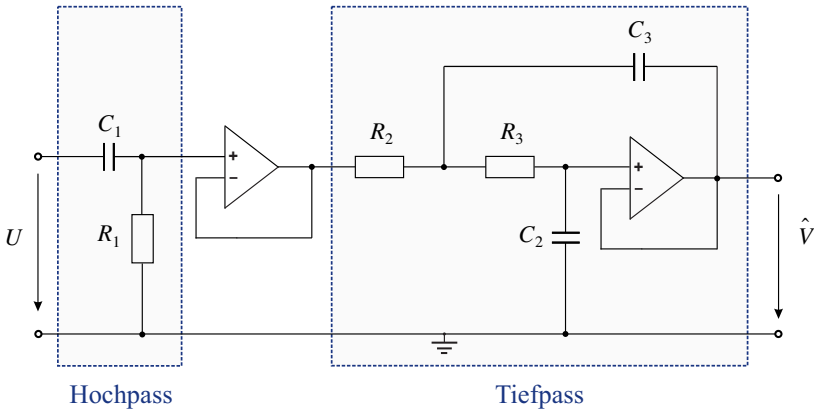 C₃
C₁
R₂
R₃
+
−
+
−
U
R₁
C₂
V̂
Hochpass
Tiefpass